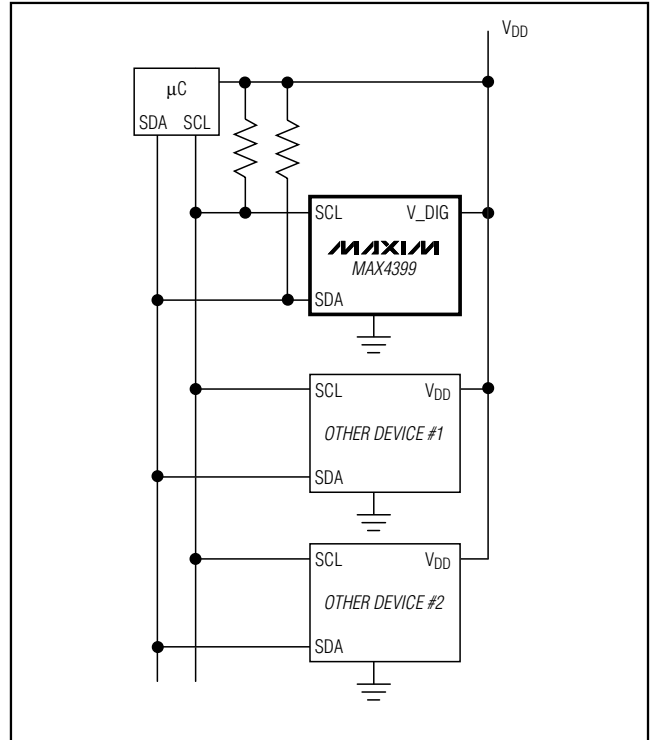 VDD
μC
SDA SCL
SCL V_DIG
MAXIM
MAX4399
SDA
SCL VDD
OTHER DEVICE #1
SDA
SCL VDD
OTHER DEVICE #2
SDA